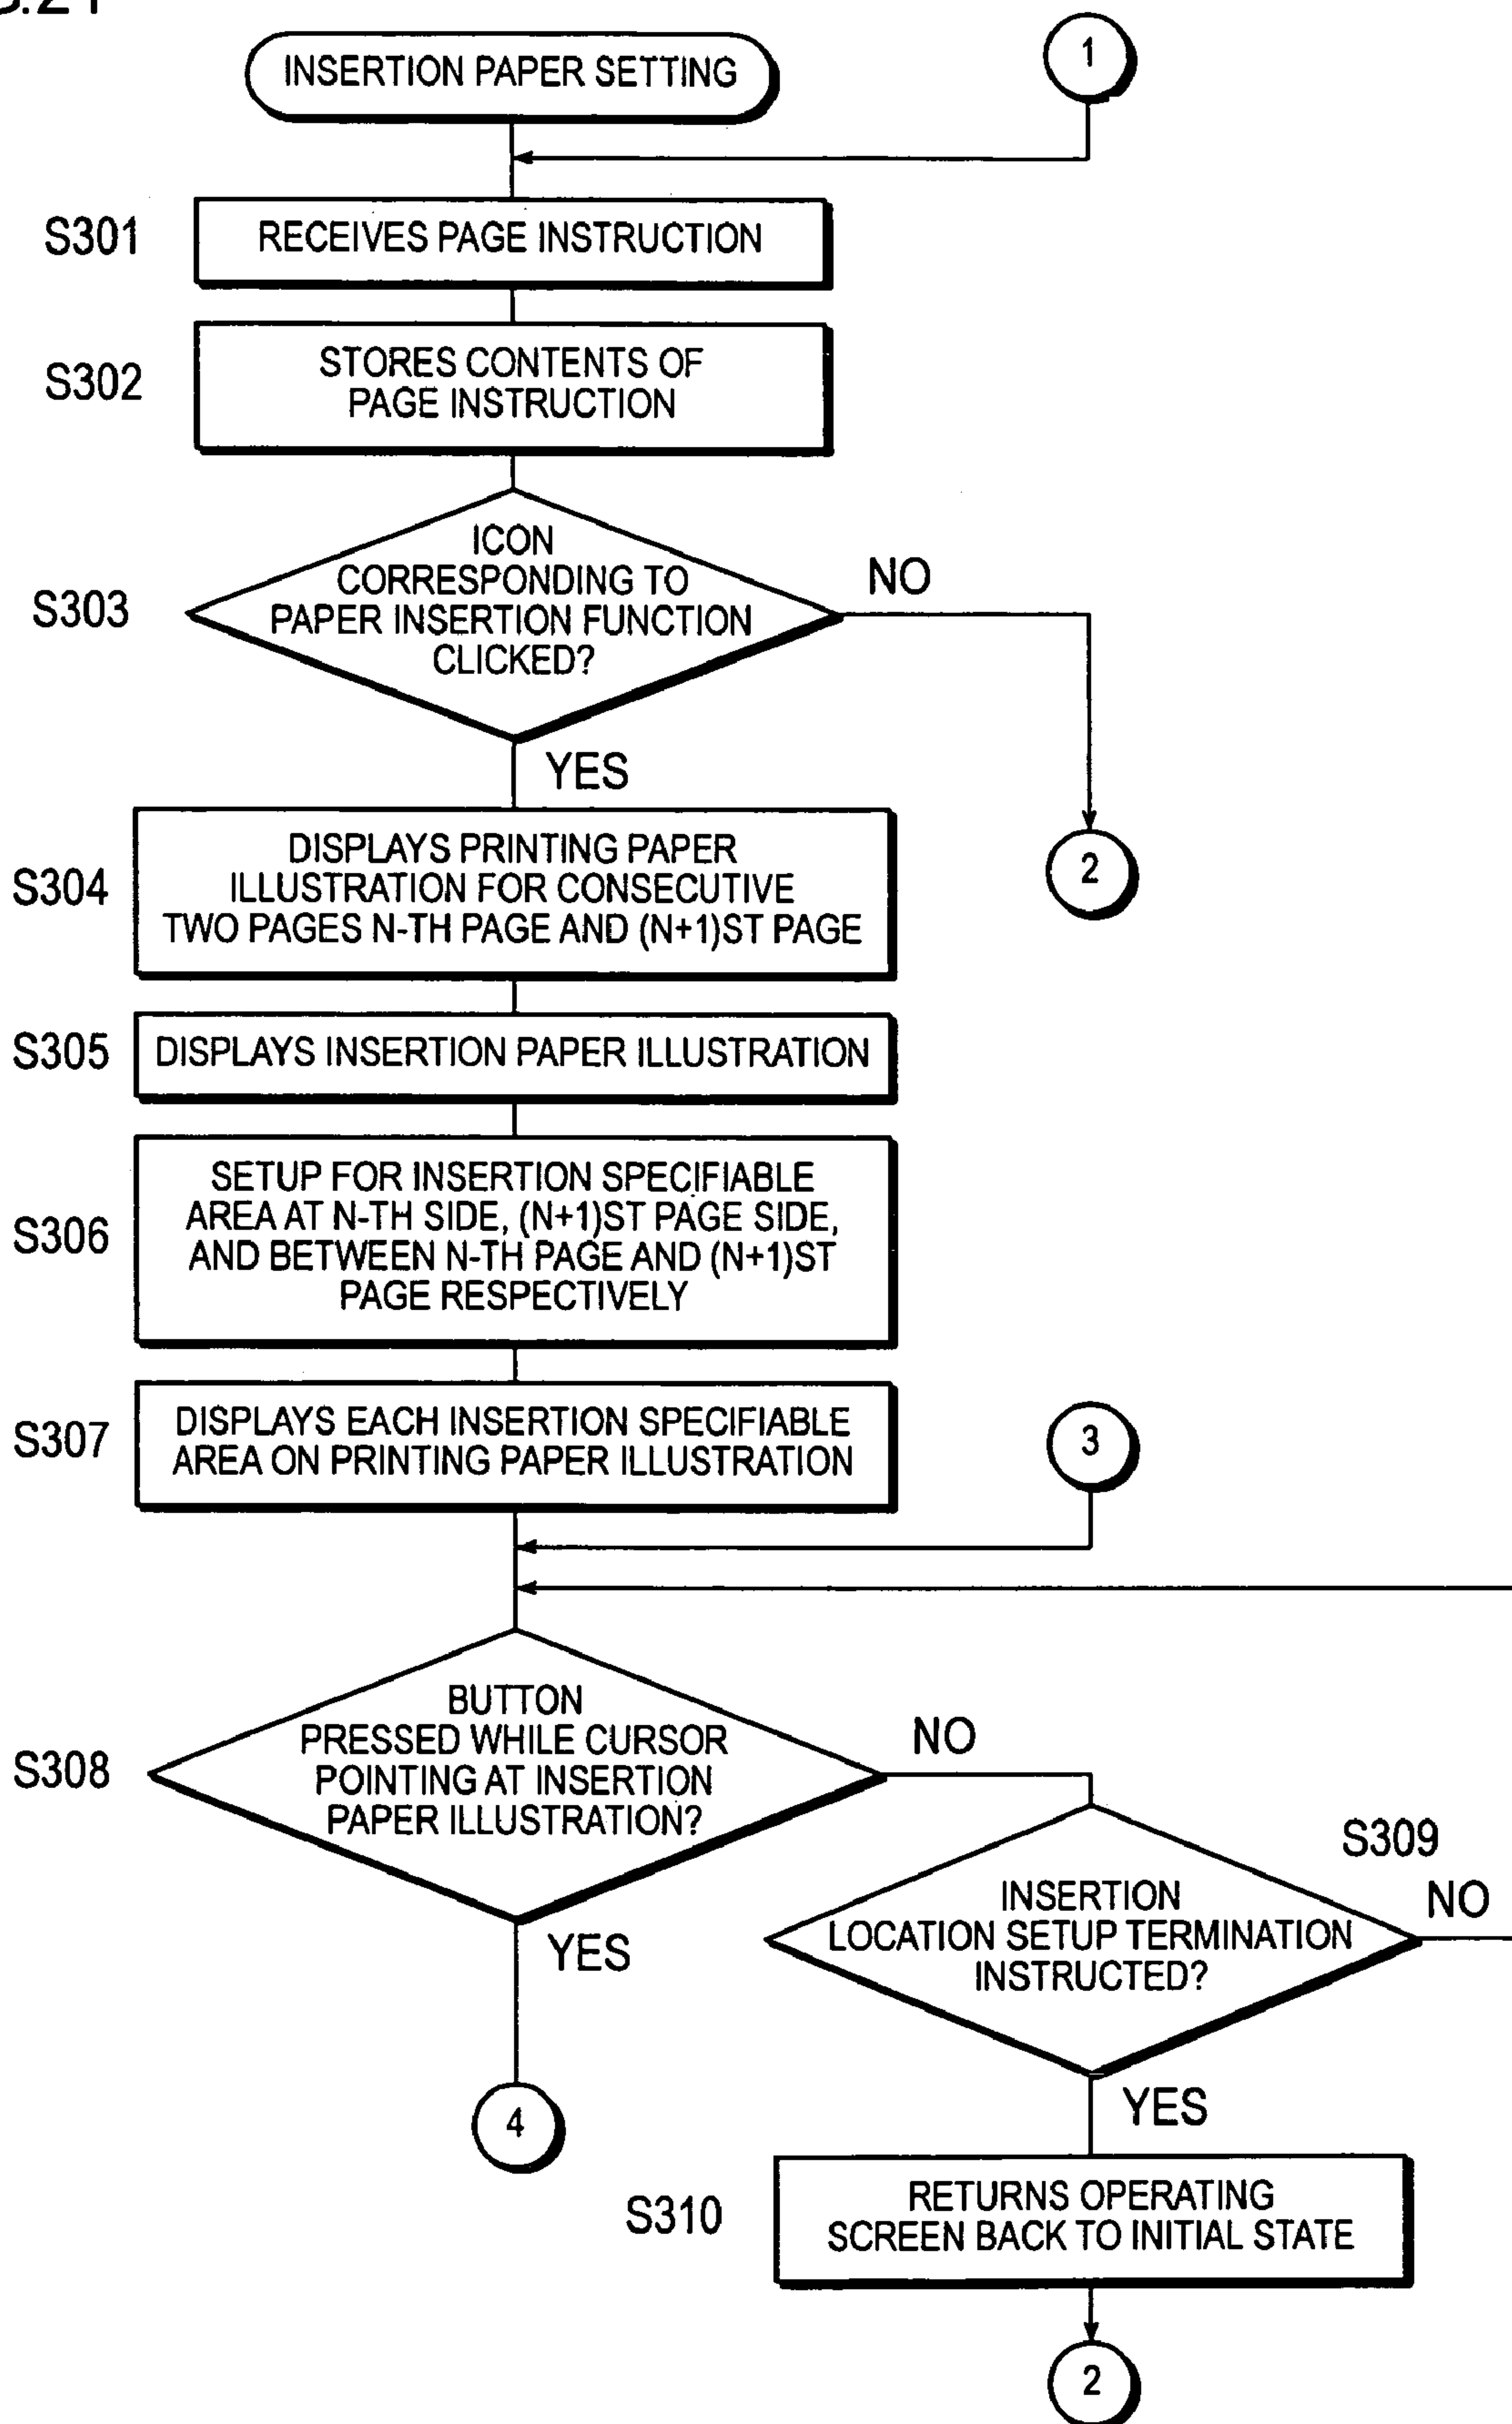 INSERTION PAPER SETTING
1
S301
RECEIVES PAGE INSTRUCTION
S302
STORES CONTENTS OF
PAGE INSTRUCTION
S303
ICON
CORRESPONDING TO
PAPER INSERTION FUNCTION
CLICKED?
NO
YES
2
S304
DISPLAYS PRINTING PAPER
ILLUSTRATION FOR CONSECUTIVE
TWO PAGES N-TH PAGE AND (N+1)ST PAGE
S305
DISPLAYS INSERTION PAPER ILLUSTRATION
S306
SETUP FOR INSERTION SPECIFIABLE
AREA AT N-TH SIDE, (N+1)ST PAGE SIDE,
AND BETWEEN N-TH PAGE AND (N+1)ST
PAGE RESPECTIVELY
S307
DISPLAYS EACH INSERTION SPECIFIABLE
AREA ON PRINTING PAPER ILLUSTRATION
3
S308
BUTTON
PRESSED WHILE CURSOR
POINTING AT INSERTION
PAPER ILLUSTRATION?
NO
YES
4
S309
INSERTION
LOCATION SETUP TERMINATION
INSTRUCTED?
NO
YES
S310
RETURNS OPERATING
SCREEN BACK TO INITIAL STATE
2